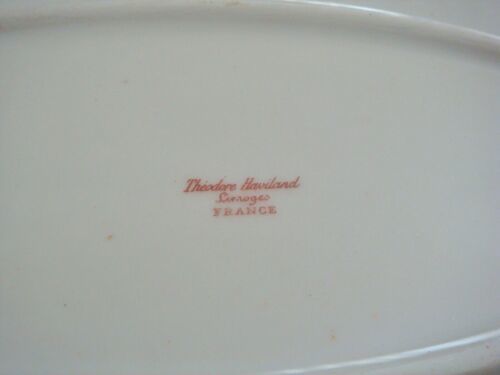 Théodore Haviland
Limoges
FRANCE